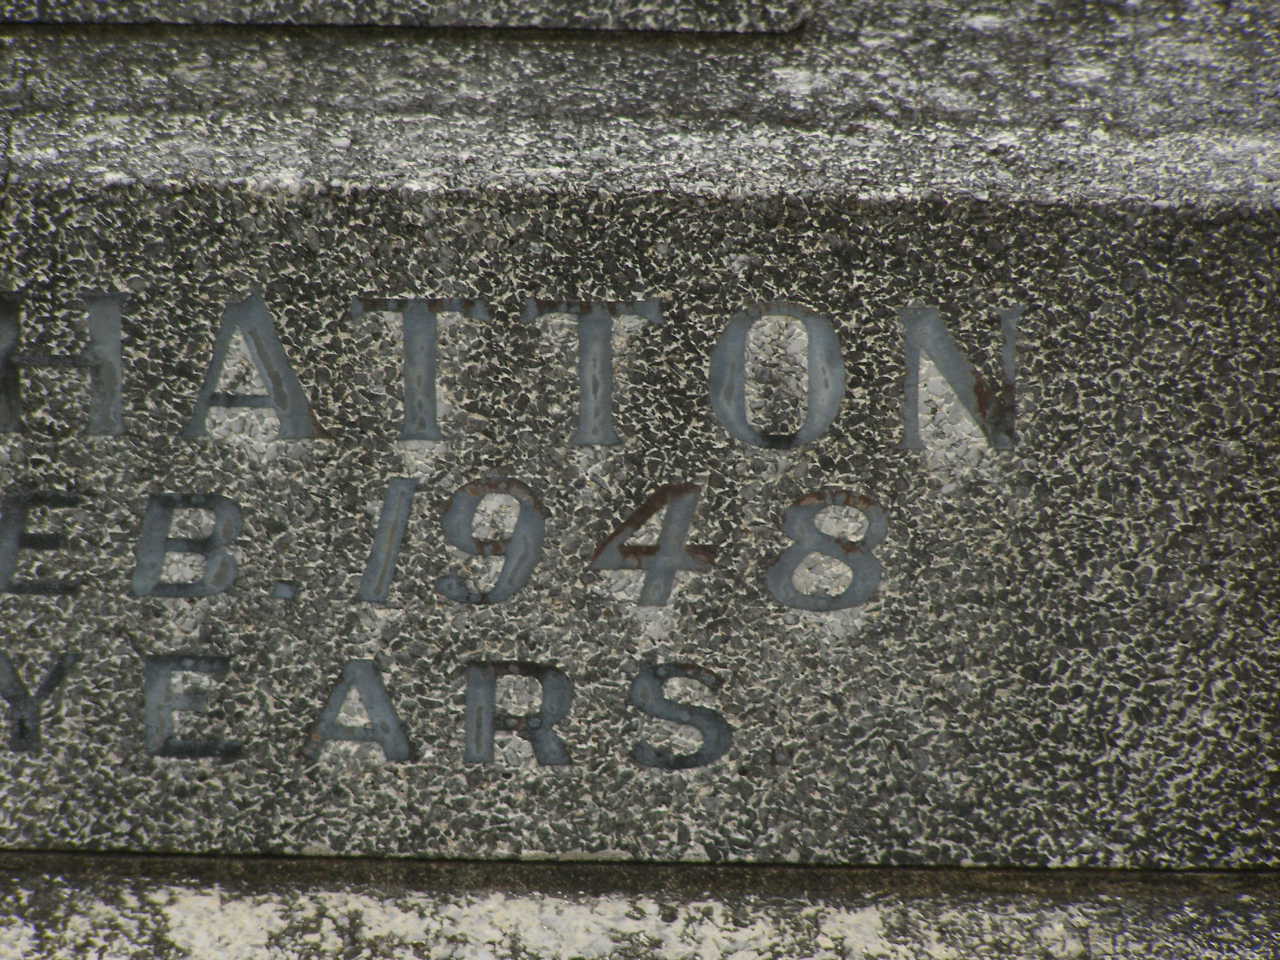 HATTON
EB. 1948
YEARS